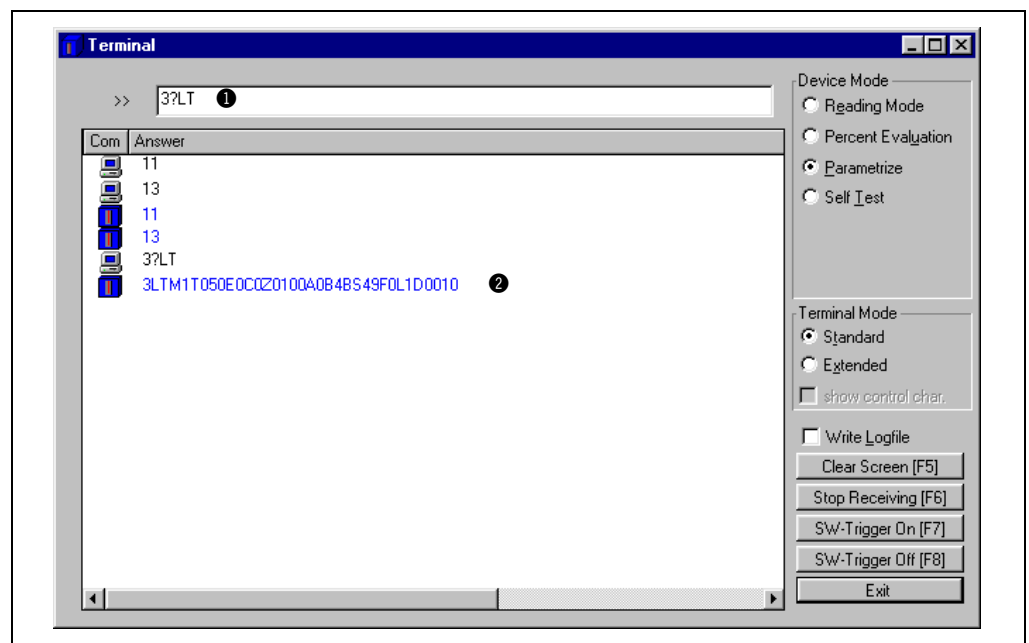 Terminal
>> 3?LT ❶
Com Answer
11
13
11
13
3?LT
3LTM1T050E0C0Z0100A0B4BS49F0L1D0010 ❷
Device Mode
Reading Mode
Percent Evaluation
Parametrize
Self Test
Terminal Mode
Standard
Extended
show control char.
Write Logfile
Clear Screen [F5]
Stop Receiving [F6]
SW-Trigger On [F7]
SW-Trigger Off [F8]
Exit